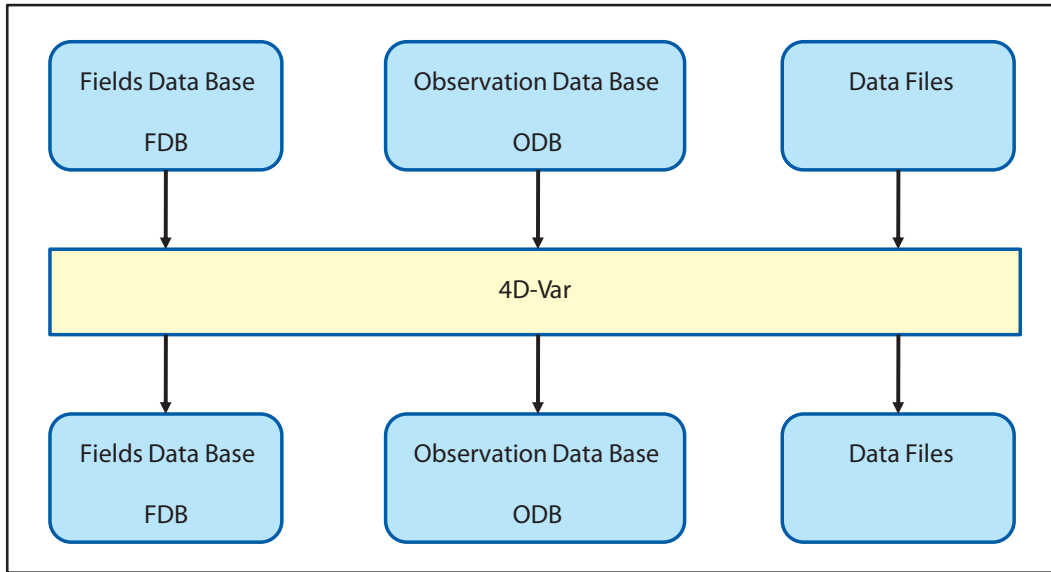 Fields Data Base
FDB
Observation Data Base
ODB
Data Files
4D-Var
Fields Data Base
FDB
Observation Data Base
ODB
Data Files